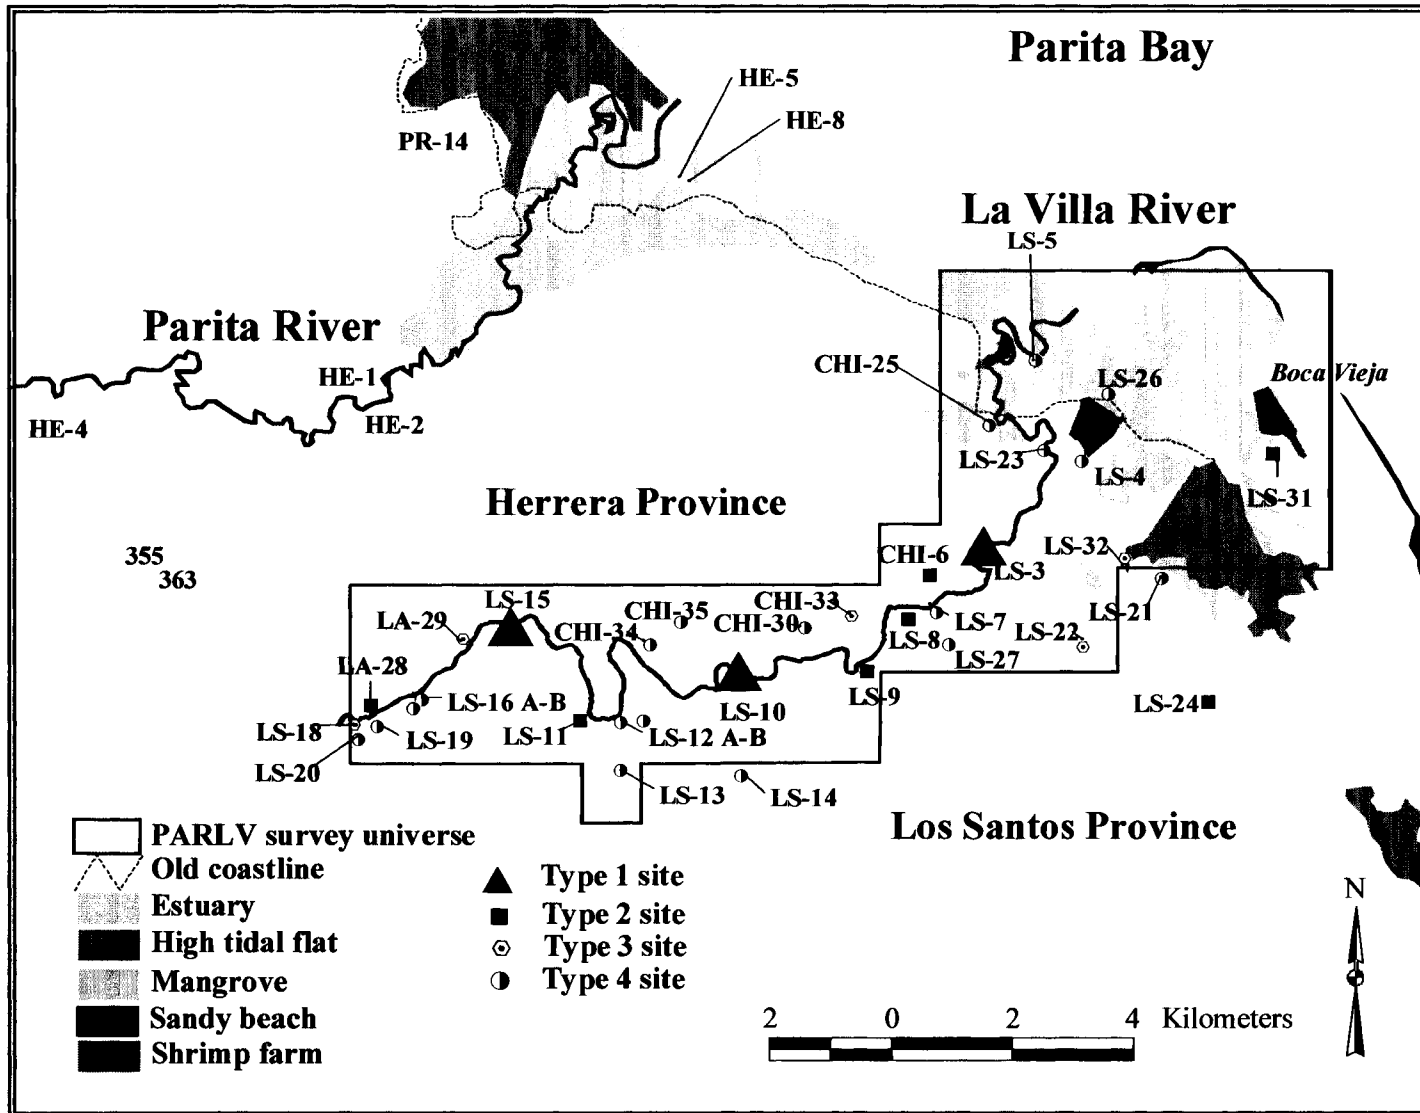 Parita Bay
HE-5
HE-8
PR-14
La Villa River
LS-5
Parita River
CHI-25
LS-26
Boca Vieja
HE-1
HE-4
HE-2
LS-23
LS-4
LS-31
Herrera Province
355
363
CHI-6
LS-3
LS-32
LS-15
LA-29
CHI-34
CHI-35
CHI-30
CHI-33
LS-8
LS-7
LS-22
LS-21
LA-28
LS-27
LS-16 A-B
LS-9
LS-10
LS-24
LS-18
LS-19
LS-11
LS-12 A-B
LS-20
LS-13
LS-14
Los Santos Province
PARLV survey universe
Old coastline
Estuary
High tidal flat
Mangrove
Sandy beach
Shrimp farm
Type 1 site
Type 2 site
Type 3 site
Type 4 site
N
2 0 2 4 Kilometers